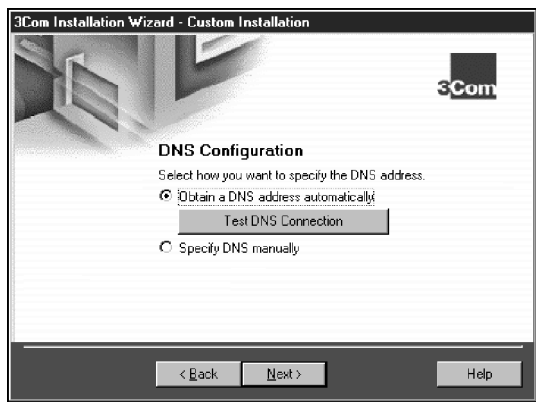 3Com Installation Wizard - Custom Installation
3Com
DNS Configuration
Select how you want to specify the DNS address.
Obtain a DNS address automatically
Test DNS Connection
Specify DNS manually
< Back
Next >
Help